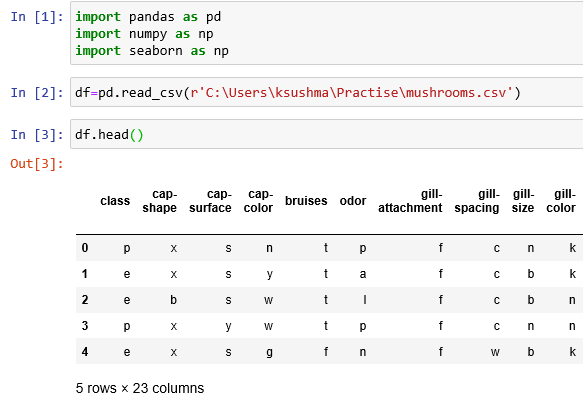 In [1]: import pandas as pd
import numpy as np
import seaborn as np
In [2]: df=pd.read_csv(r'C:\Users\ksushma\Practise\mushrooms.csv')
In [3]: df.head()
Out[3]:
class cap-shape cap-surface cap-color bruises odor gill-attachment gill-spacing gill-size gill-color
0 p x s n t p f c n k
1 e x s y t a f c b k
2 e b s w t l f c b n
3 p x y w t p f c n n
4 e x s g f n f w b k
5 rows × 23 columns